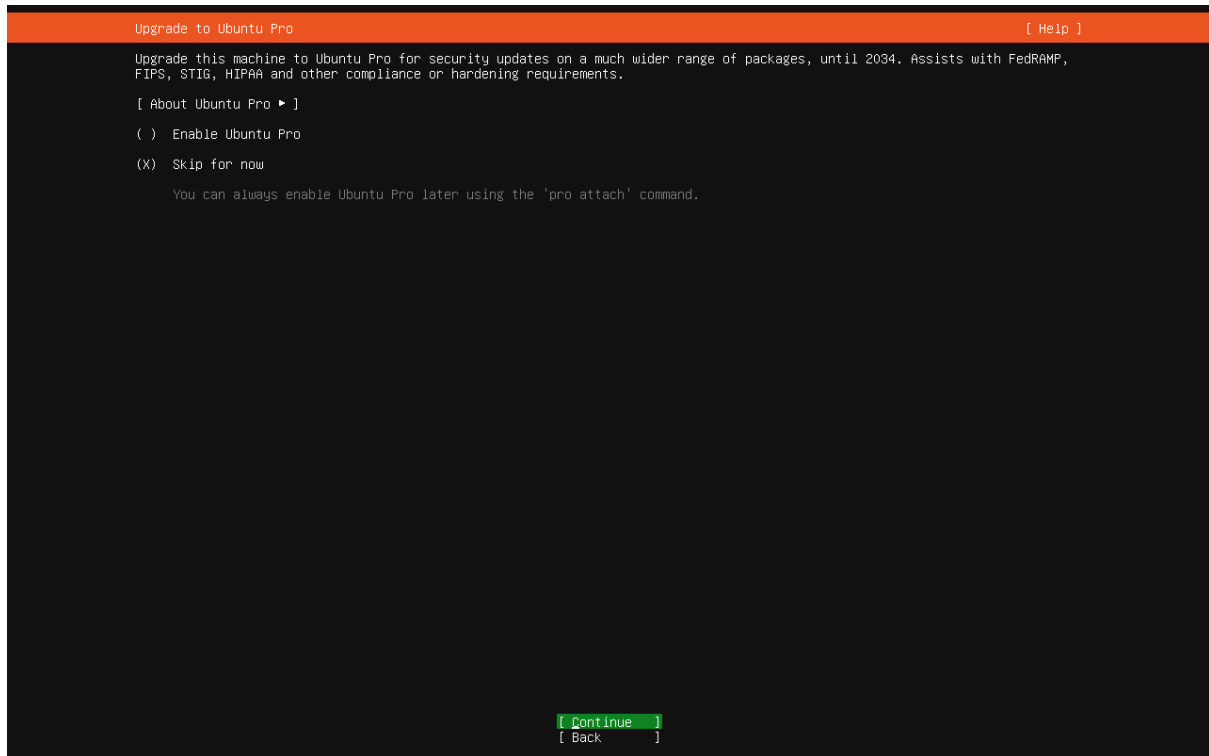 Upgrade to Ubuntu Pro [ Help ]
Upgrade this machine to Ubuntu Pro for security updates on a much wider range of packages, until 2034. Assists with FedRAMP,
FIPS, STIG, HIPAA and other compliance or hardening requirements.
[ About Ubuntu Pro ► ]
( ) Enable Ubuntu Pro
(X) Skip for now
You can always enable Ubuntu Pro later using the 'pro attach' command.
[ Continue ]
[ Back ]